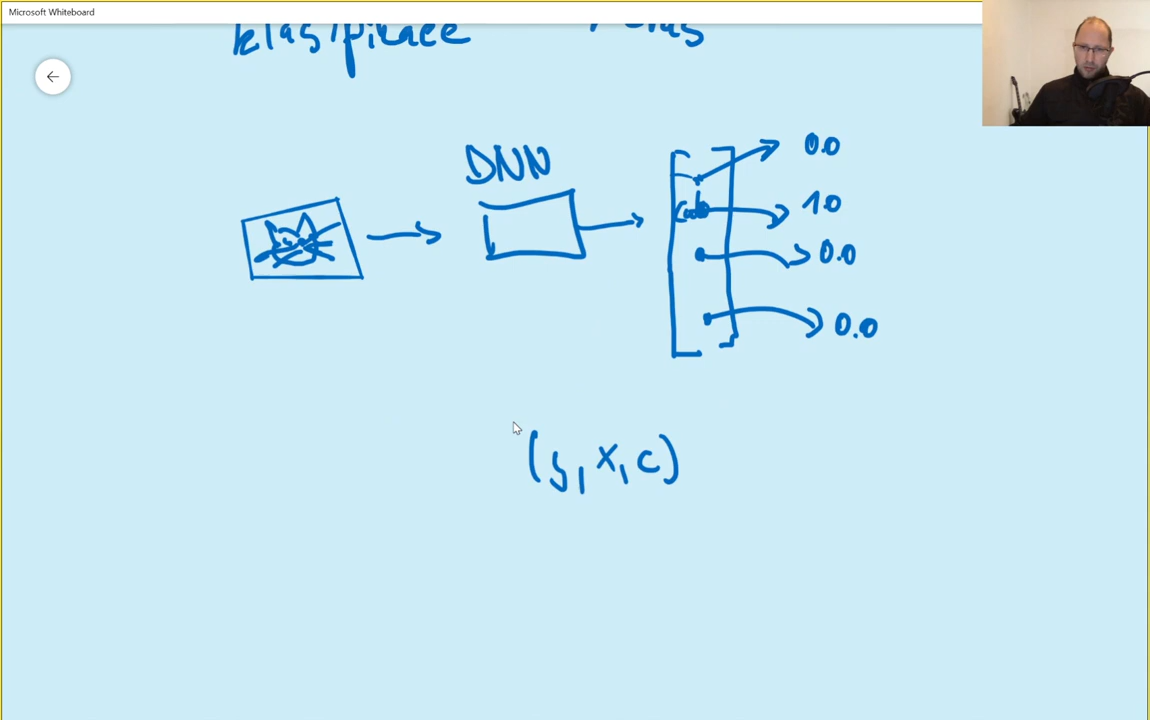 Microsoft Whiteboard
klasifikace
DNN
0.0
1.0
0.0
0.0
(y, x, c)